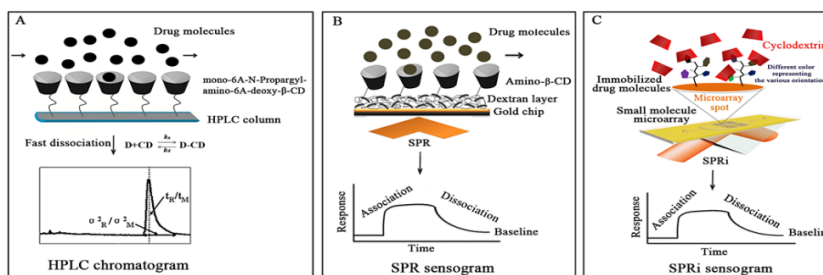 A
Drug molecules
mono-6A-N-Propargyl-
amino-6A-deoxy-β-CD
HPLC column
Fast dissociation
D+CD
D-CD
tR/tM
σ²R/σ²M
HPLC chromatogram
B
Drug molecules
Amino-β-CD
Dextran layer
Gold chip
SPR
Response
Association
Dissociation
Baseline
Time
SPR sensogram
C
Cyclodextrin
Different color
representing
the various orientation
Immobilized
drug molecules
Microarray
spot
Small molecule
microarray
SPRi
Response
Association
Dissociation
Baseline
Time
SPRi sensogram